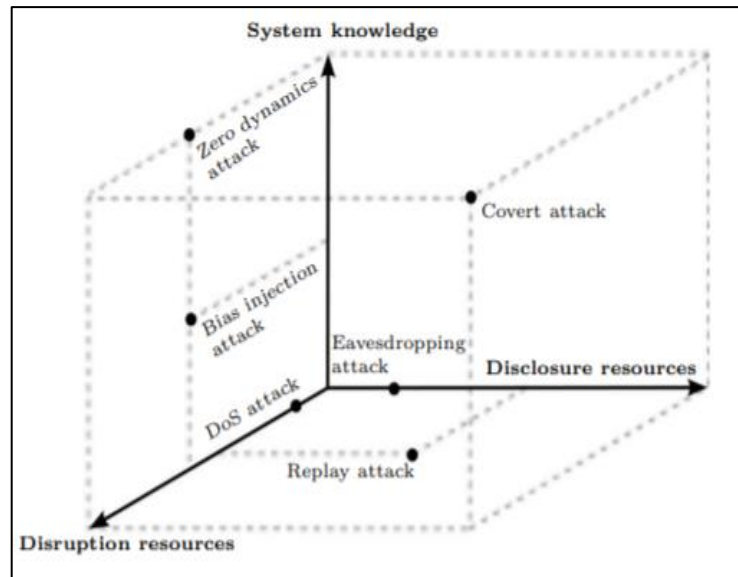 System knowledge
Zero dynamics
attack
Covert attack
Bias injection
attack
Eavesdropping
attack
Disclosure resources
DoS attack
Replay attack
Disruption resources